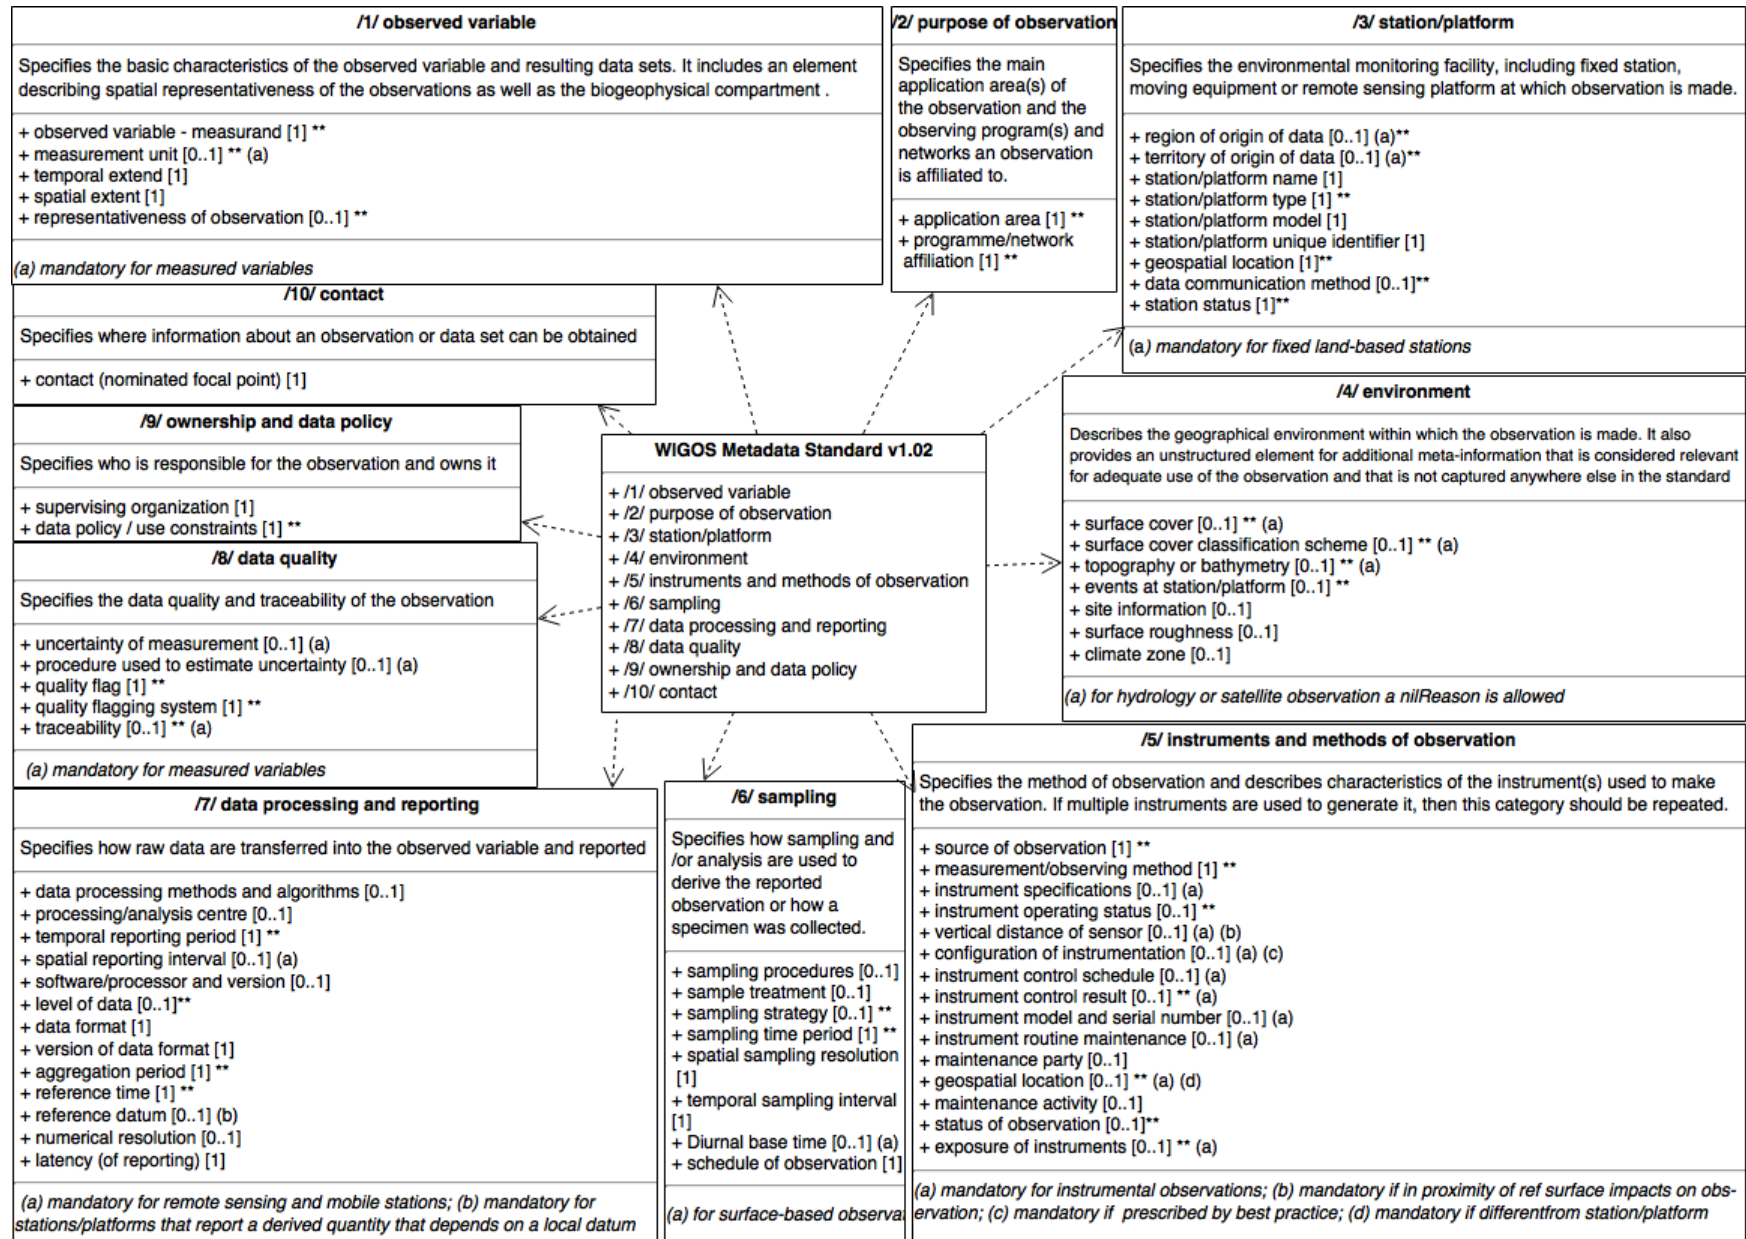 /1/ observed variable
Specifies the basic characteristics of the observed variable and resulting data sets. It includes an element
describing spatial representativeness of the observations as well as the biogeophysical compartment .
+ observed variable - measurand [1] **
+ measurement unit [0..1] ** (a)
+ temporal extend [1]
+ spatial extent [1]
+ representativeness of observation [0..1] **
(a) mandatory for measured variables
/2/ purpose of observation
Specifies the main
application area(s) of
the observation and the
observing program(s) and
networks an observation
is affiliated to.
+ application area [1] **
+ programme/network
affiliation [1] **
/3/ station/platform
Specifies the environmental monitoring facility, including fixed station,
moving equipment or remote sensing platform at which observation is made.
+ region of origin of data [0..1] (a)**
+ territory of origin of data [0..1] (a)**
+ station/platform name [1]
+ station/platform type [1] **
+ station/platform model [1]
+ station/platform unique identifier [1]
+ geospatial location [1]**
+ data communication method [0..1]**
+ station status [1]**
(a) mandatory for fixed land-based stations
/10/ contact
Specifies where information about an observation or data set can be obtained
+ contact (nominated focal point) [1]
/9/ ownership and data policy
Specifies who is responsible for the observation and owns it
+ supervising organization [1]
+ data policy / use constraints [1] **
WIGOS Metadata Standard v1.02
+ /1/ observed variable
+ /2/ purpose of observation
+ /3/ station/platform
+ /4/ environment
+ /5/ instruments and methods of observation
+ /6/ sampling
+ /7/ data processing and reporting
+ /8/ data quality
+ /9/ ownership and data policy
+ /10/ contact
/4/ environment
Describes the geographical environment within which the observation is made. It also
provides an unstructured element for additional meta-information that is considered relevant
for adequate use of the observation and that is not captured anywhere else in the standard
+ surface cover [0..1] ** (a)
+ surface cover classification scheme [0..1] ** (a)
+ topography or bathymetry [0..1] ** (a)
+ events at station/platform [0..1] **
+ site information [0..1]
+ surface roughness [0..1]
+ climate zone [0..1]
(a) for hydrology or satellite observation a nilReason is allowed
/8/ data quality
Specifies the data quality and traceability of the observation
+ uncertainty of measurement [0..1] (a)
+ procedure used to estimate uncertainty [0..1] (a)
+ quality flag [1] **
+ quality flagging system [1] **
+ traceability [0..1] ** (a)
(a) mandatory for measured variables
/7/ data processing and reporting
Specifies how raw data are transferred into the observed variable and reported
+ data processing methods and algorithms [0..1]
+ processing/analysis centre [0..1]
+ temporal reporting period [1] **
+ spatial reporting interval [0..1] (a)
+ software/processor and version [0..1]
+ level of data [0..1]**
+ data format [1]
+ version of data format [1]
+ aggregation period [1] **
+ reference time [1] **
+ reference datum [0..1] (b)
+ numerical resolution [0..1]
+ latency (of reporting) [1]
(a) mandatory for remote sensing and mobile stations; (b) mandatory for
stations/platforms that report a derived quantity that depends on a local datum
/6/ sampling
Specifies how sampling and
/or analysis are used to
derive the reported
observation or how a
specimen was collected.
+ sampling procedures [0..1]
+ sample treatment [0..1]
+ sampling strategy [0..1] **
+ sampling time period [1] **
+ spatial sampling resolution
[1]
+ temporal sampling interval
[1]
+ Diurnal base time [0..1] (a)
+ schedule of observation [1]
(a) for surface-based observat
/5/ instruments and methods of observation
Specifies the method of observation and describes characteristics of the instrument(s) used to make
the observation. If multiple instruments are used to generate it, then this category should be repeated.
+ source of observation [1] **
+ measurement/observing method [1] **
+ instrument specifications [0..1] (a)
+ instrument operating status [0..1] **
+ vertical distance of sensor [0..1] (a) (b)
+ configuration of instrumentation [0..1] (a) (c)
+ instrument control schedule [0..1] (a)
+ instrument control result [0..1] ** (a)
+ instrument model and serial number [0..1] (a)
+ instrument routine maintenance [0..1] (a)
+ maintenance party [0..1]
+ geospatial location [0..1] ** (a) (d)
+ maintenance activity [0..1]
+ status of observation [0..1]**
+ exposure of instruments [0..1] ** (a)
(a) mandatory for instrumental observations; (b) mandatory if in proximity of ref surface impacts on obs-
ervation; (c) mandatory if prescribed by best practice; (d) mandatory if differentfrom station/platform